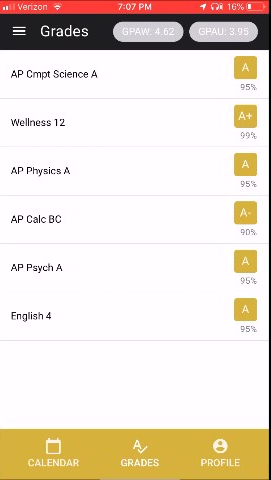 Verizon 7:07 PM 16%
Grades GPAW: 4.62 GPAU: 3.95
AP Cmpt Science A A
95%
Wellness 12 A+
99%
AP Physics A A
95%
AP Calc BC A-
90%
AP Psych A A
95%
English 4 A
95%
CALENDAR GRADES PROFILE